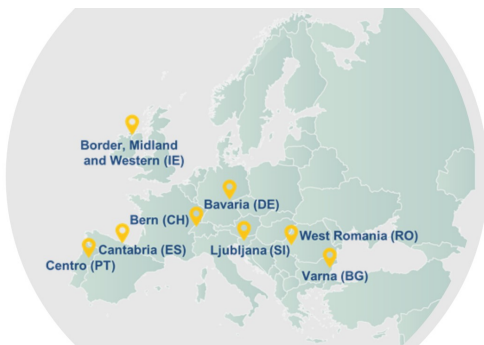 Border, Midland
and Western (IE)
Bavaria (DE)
Bern (CH)
West Romania (RO)
Cantabria (ES)
Ljubljana (SI)
Centro (PT)
Varna (BG)